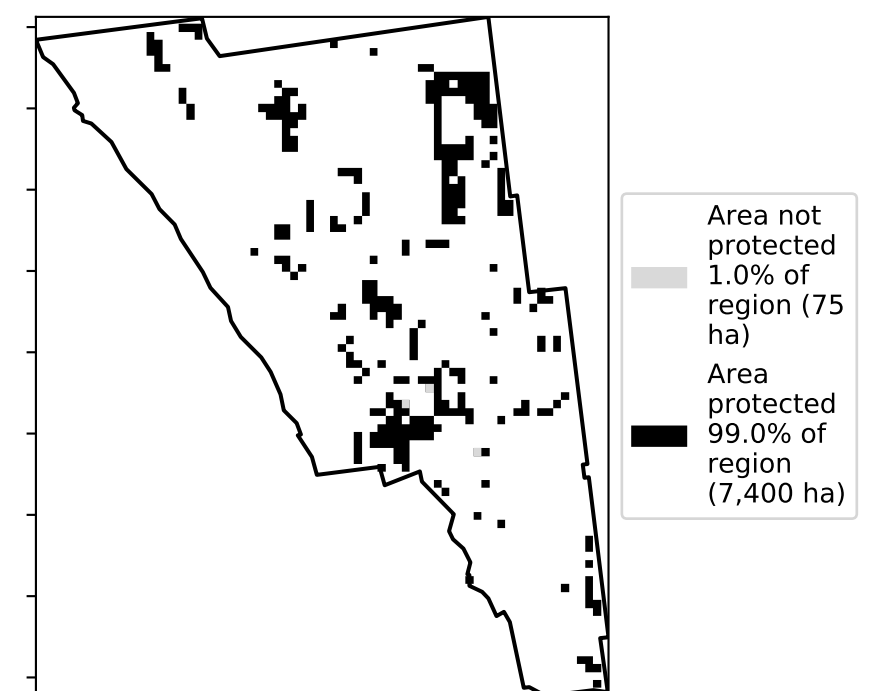 Area not
protected
1.0% of
region (75
ha)
Area
protected
99.0% of
region
(7,400 ha)